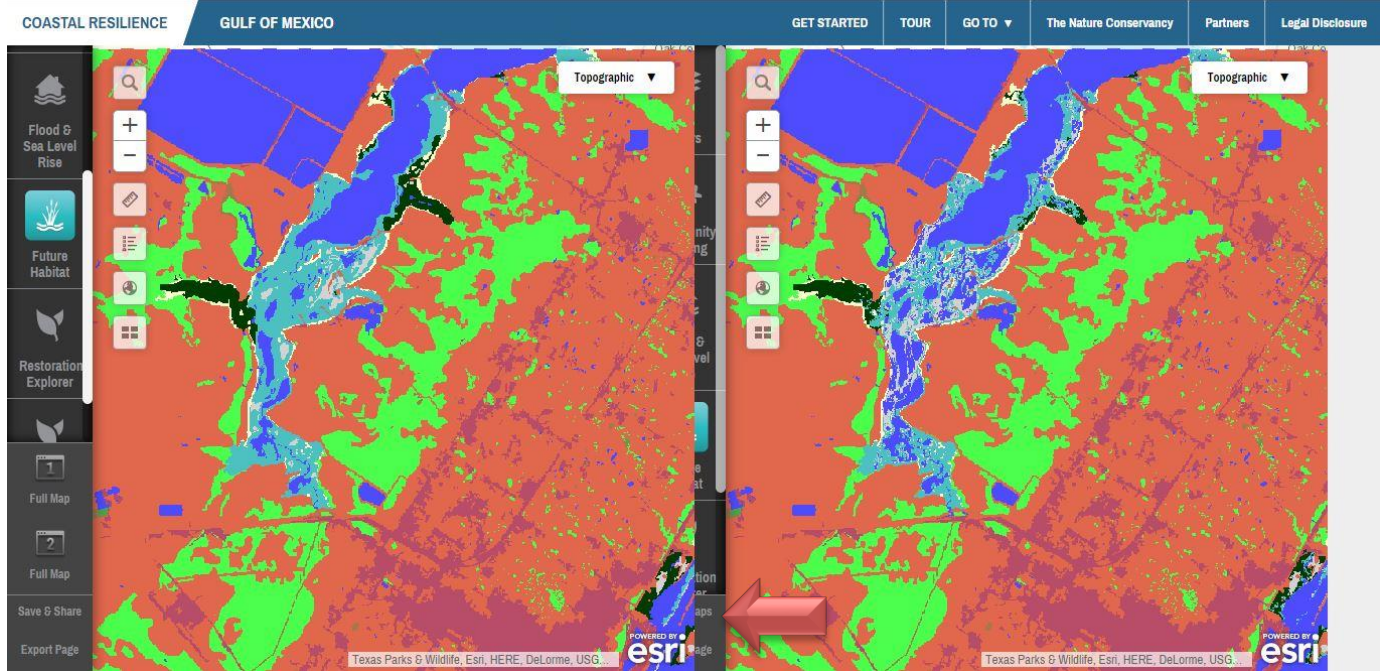 COASTAL RESILIENCE
GULF OF MEXICO
GET STARTED
TOUR
GO TO ▼
The Nature Conservancy
Partners
Legal Disclosure
Flood &
Sea Level
Rise
Future
Habitat
Restoration
Explorer
1
Full Map
2
Full Map
Save & Share
Export Page
Topographic ▼
+
−
Texas Parks & Wildlife, Esri, HERE, DeLorme, USG...
POWERED BY
esri
Topographic ▼
+
−
Texas Parks & Wildlife, Esri, HERE, DeLorme, USG...
POWERED BY
esri